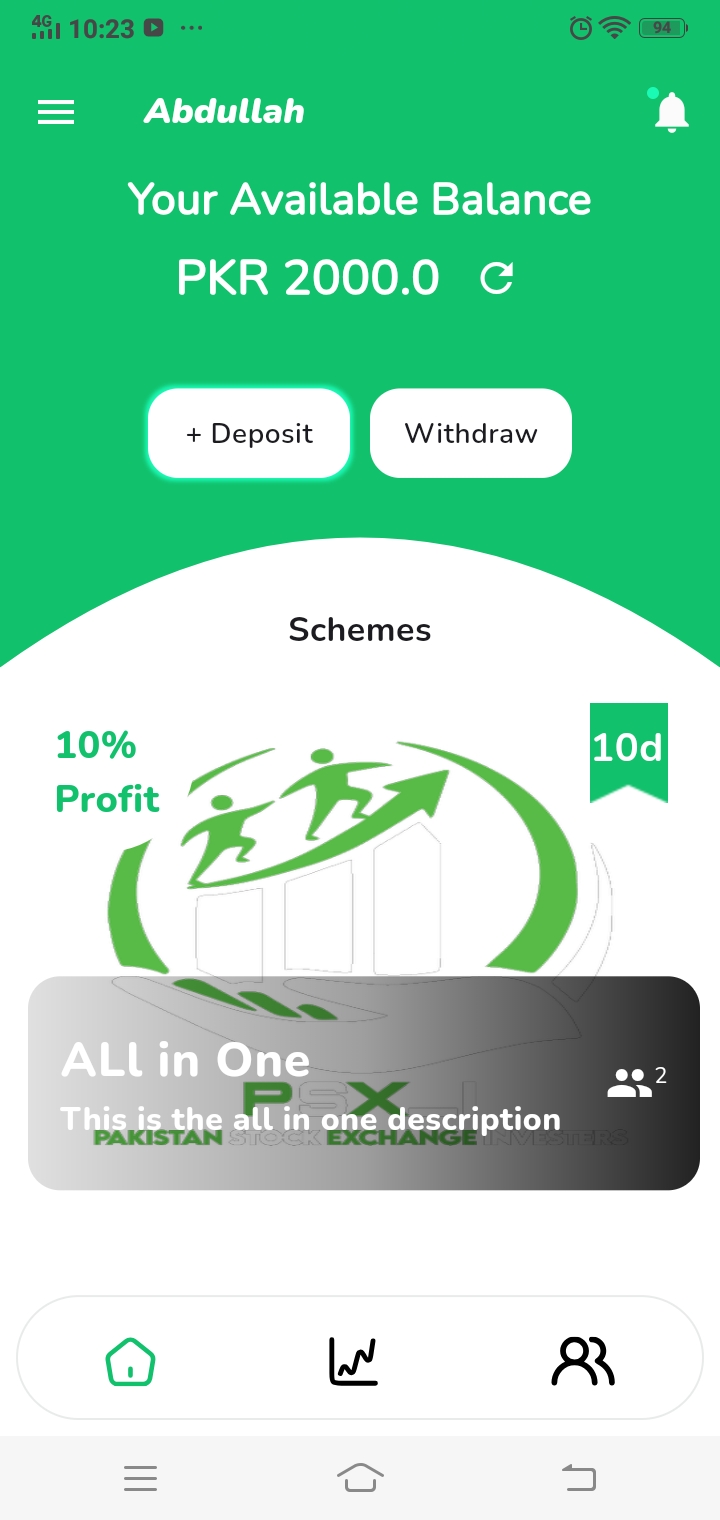 4G 10:23 ... 94
Abdullah
Your Available Balance
PKR 2000.0
+ Deposit Withdraw
Schemes
10% 10d
Profit
ALl in One
2
PSX-I
This is the all in one description
PAKISTAN STOCK EXCHANGE INVESTERS